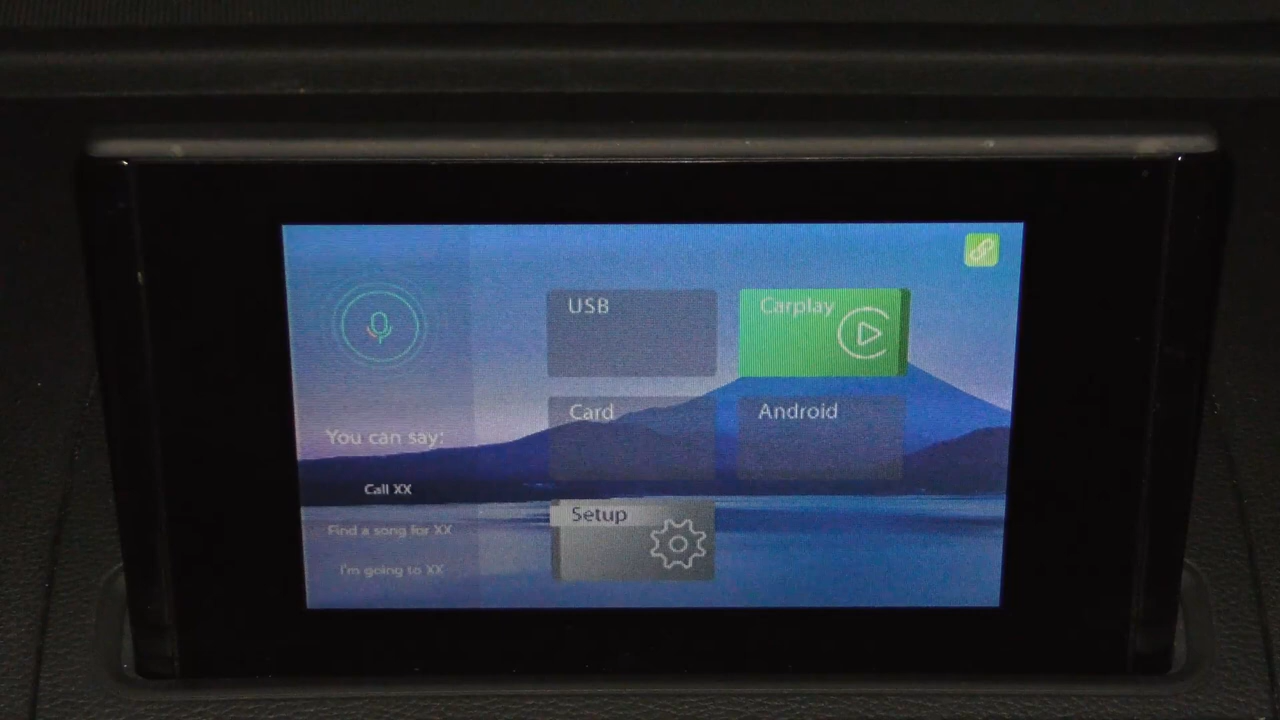 You can say:
Call XX
Find a song for XX
I'm going to XX
USB
Carplay
Card
Android
Setup